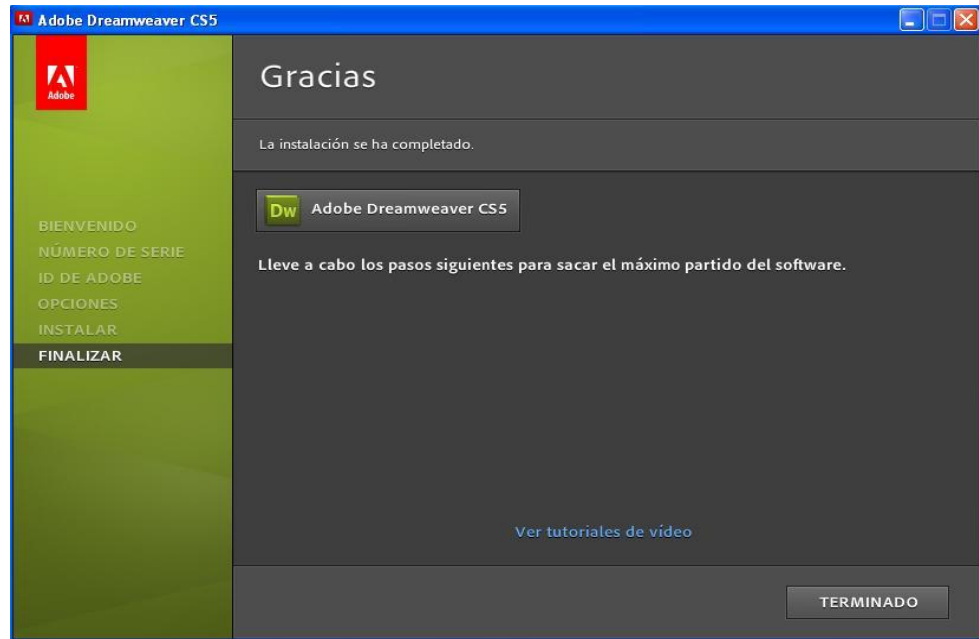 Adobe Dreamweaver CS5
Adobe
Gracias
La instalación se ha completado.
Dw Adobe Dreamweaver CS5
Lleve a cabo los pasos siguientes para sacar el máximo partido del software.
BIENVENIDO
NÚMERO DE SERIE
ID DE ADOBE
OPCIONES
INSTALAR
FINALIZAR
Ver tutoriales de vídeo
TERMINADO